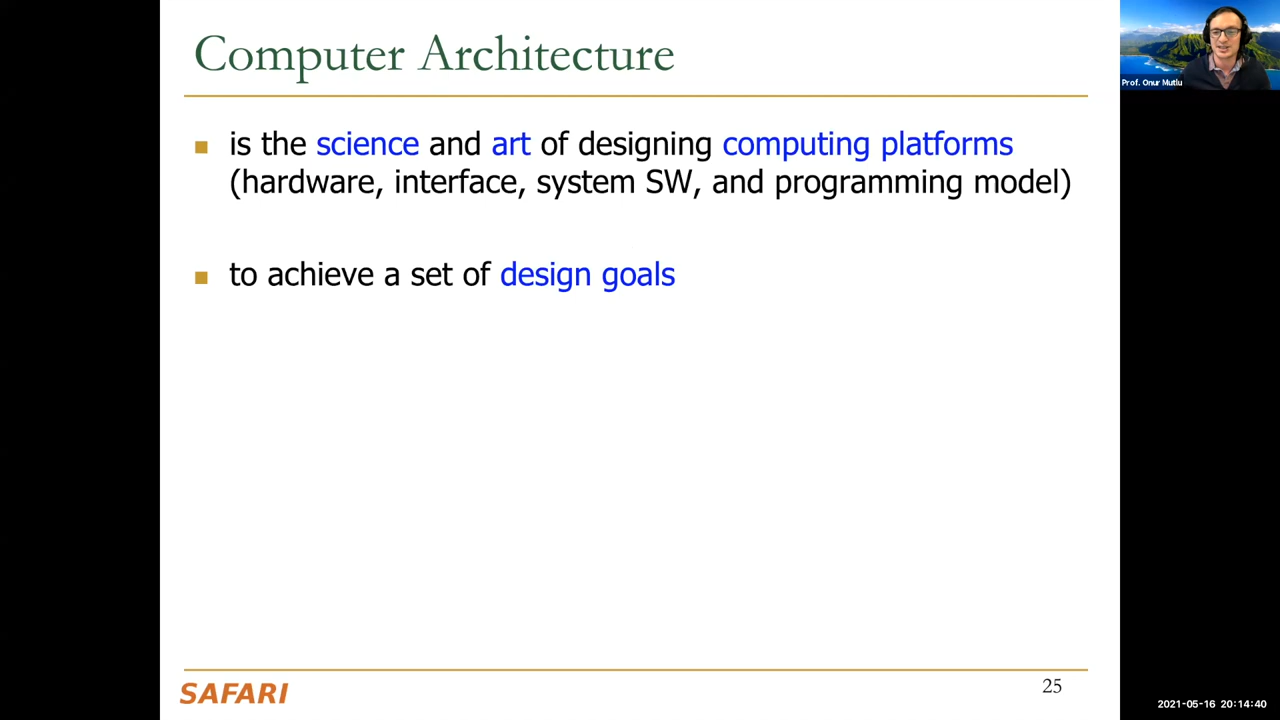 Computer Architecture
Prof. Onur Mutlu
is the science and art of designing computing platforms
(hardware, interface, system SW, and programming model)
to achieve a set of design goals
SAFARI
25
2021-05-16 20:14:40